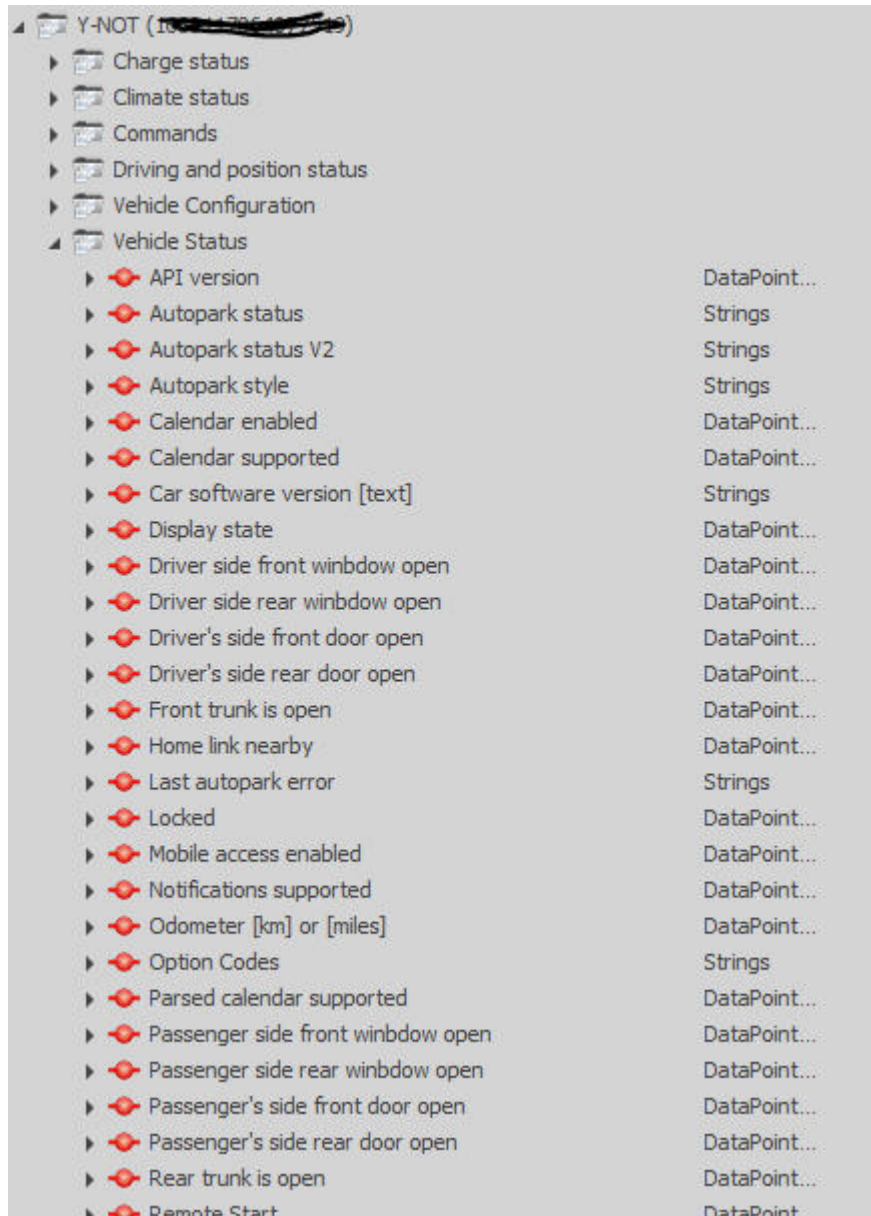 Y-NOT (
Charge status
Climate status
Commands
Driving and position status
Vehicle Configuration
Vehicle Status
API version DataPoint...
Autopark status Strings
Autopark status V2 Strings
Autopark style Strings
Calendar enabled DataPoint...
Calendar supported DataPoint...
Car software version [text] Strings
Display state DataPoint...
Driver side front winbdow open DataPoint...
Driver side rear winbdow open DataPoint...
Driver's side front door open DataPoint...
Driver's side rear door open DataPoint...
Front trunk is open DataPoint...
Home link nearby DataPoint...
Last autopark error Strings
Locked DataPoint...
Mobile access enabled DataPoint...
Notifications supported DataPoint...
Odometer [km] or [miles] DataPoint...
Option Codes Strings
Parsed calendar supported DataPoint...
Passenger side front winbdow open DataPoint...
Passenger side rear winbdow open DataPoint...
Passenger's side front door open DataPoint...
Passenger's side rear door open DataPoint...
Rear trunk is open DataPoint...
Remote Start DataPoint